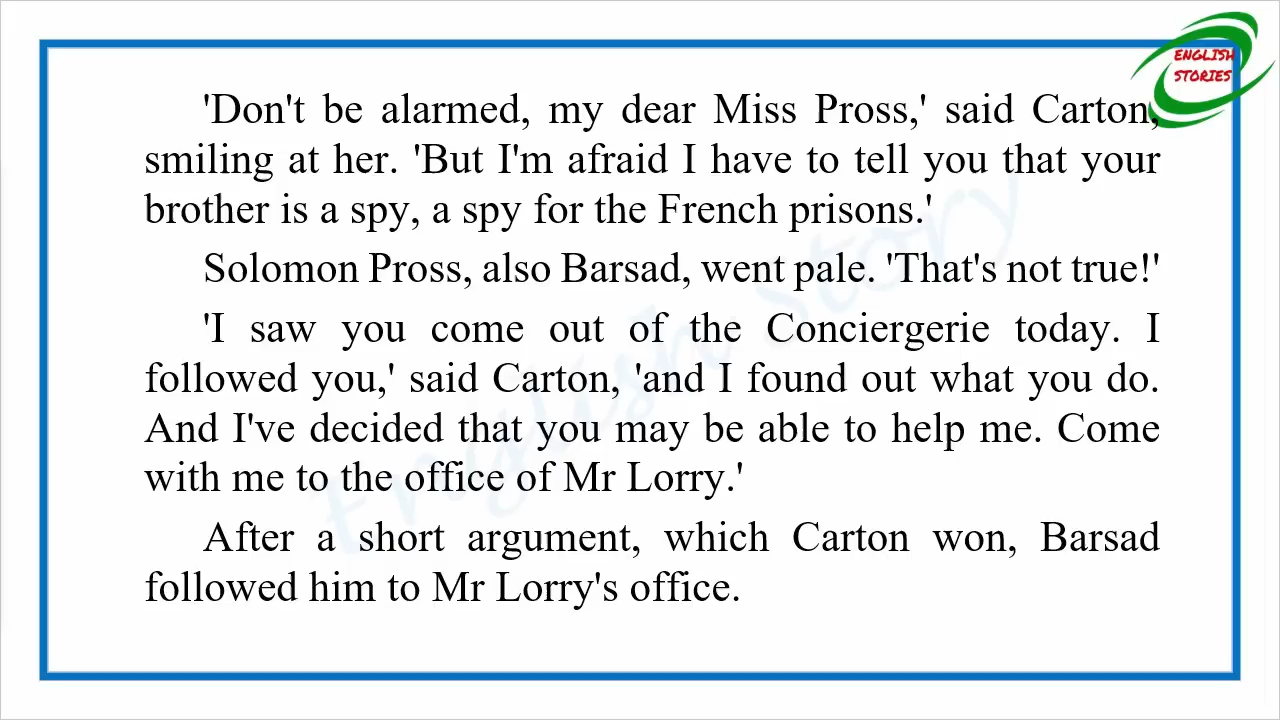 ENGLISH
STORIES
'Don't be alarmed, my dear Miss Pross,' said Carton,
smiling at her. 'But I'm afraid I have to tell you that your
brother is a spy, a spy for the French prisons.'
Solomon Pross, also Barsad, went pale. 'That's not true!'
'I saw you come out of the Conciergerie today. I
followed you,' said Carton, 'and I found out what you do.
And I've decided that you may be able to help me. Come
with me to the office of Mr Lorry.'
After a short argument, which Carton won, Barsad
followed him to Mr Lorry's office.
English Story